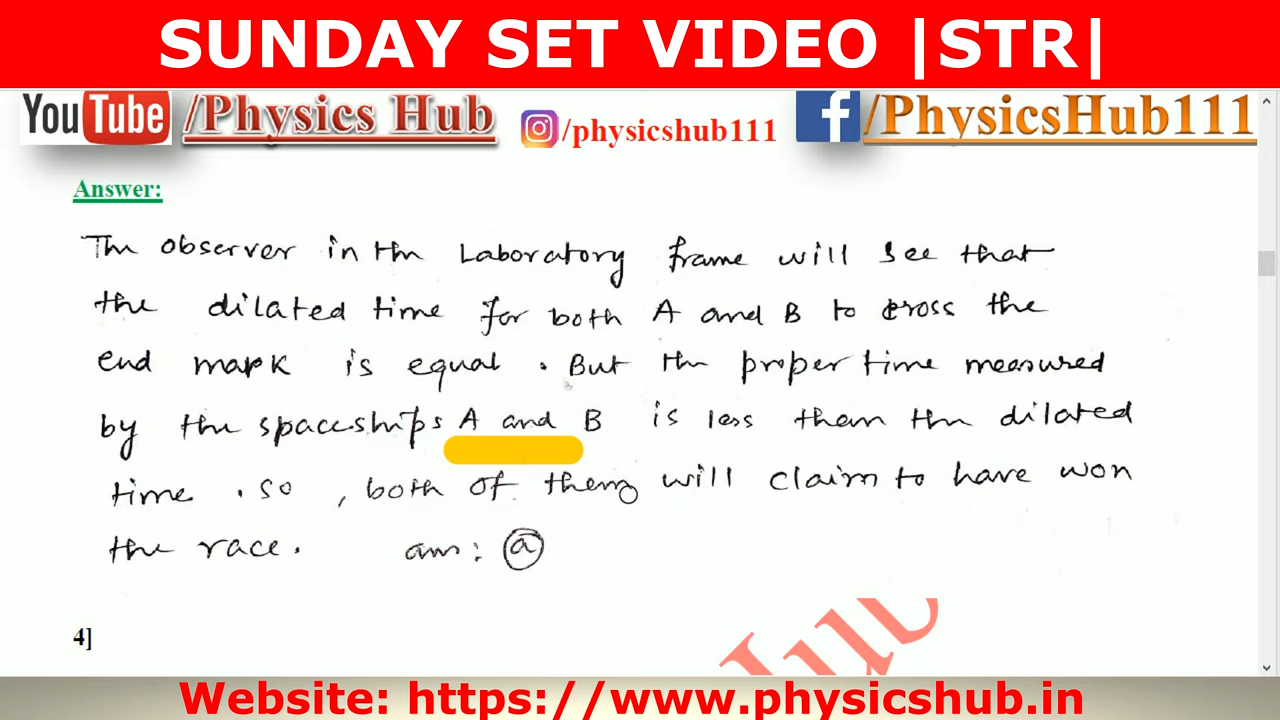 SUNDAY SET VIDEO |STR|
YouTube /Physics Hub /physicshub111 /PhysicsHub111
Answer:
The observer in the Laboratory frame will see that
the dilated time for both A and B to cross the
end mark is equal. But the proper time measured
by the spaceships A and B is less than the dilated
time. so, both of them will claim to have won
the race. ans: a
4]
Website: https://www.physicshub.in